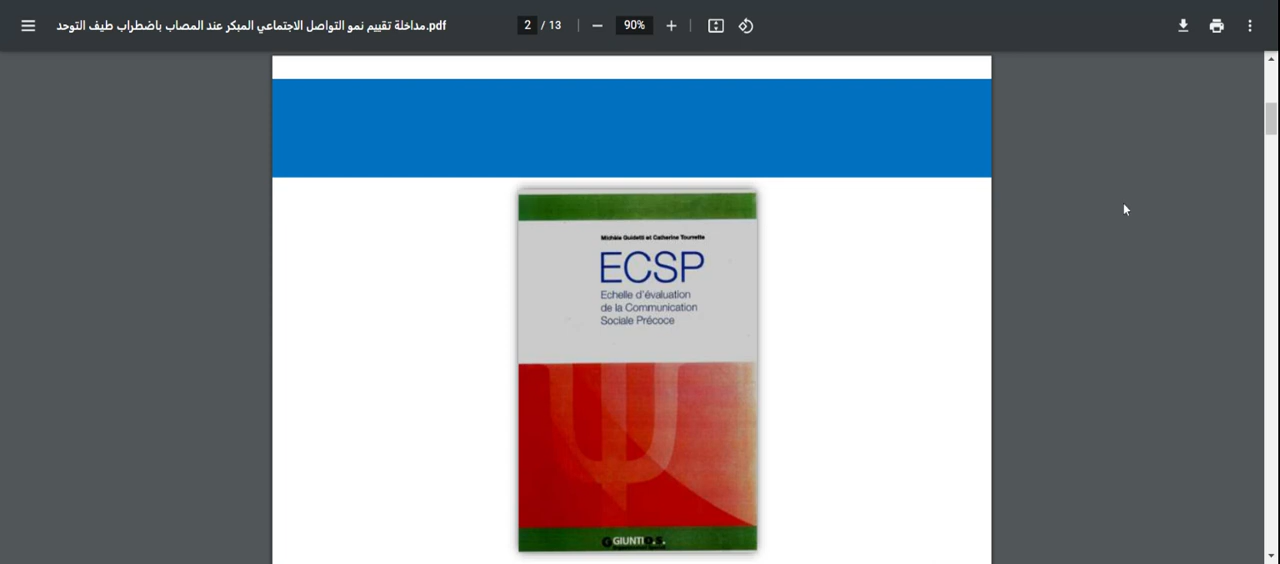 مداخلة تقييم نمو التواصل الاجتماعي المبكر عند المصاب باضطراب طيف التوحد.pdf
2 / 13
90%
Michèle Guidetti et Catherine Tourrette
ECSP
Echelle d'évaluation
de la Communication
Sociale Précoce
GIUNTI O.S.